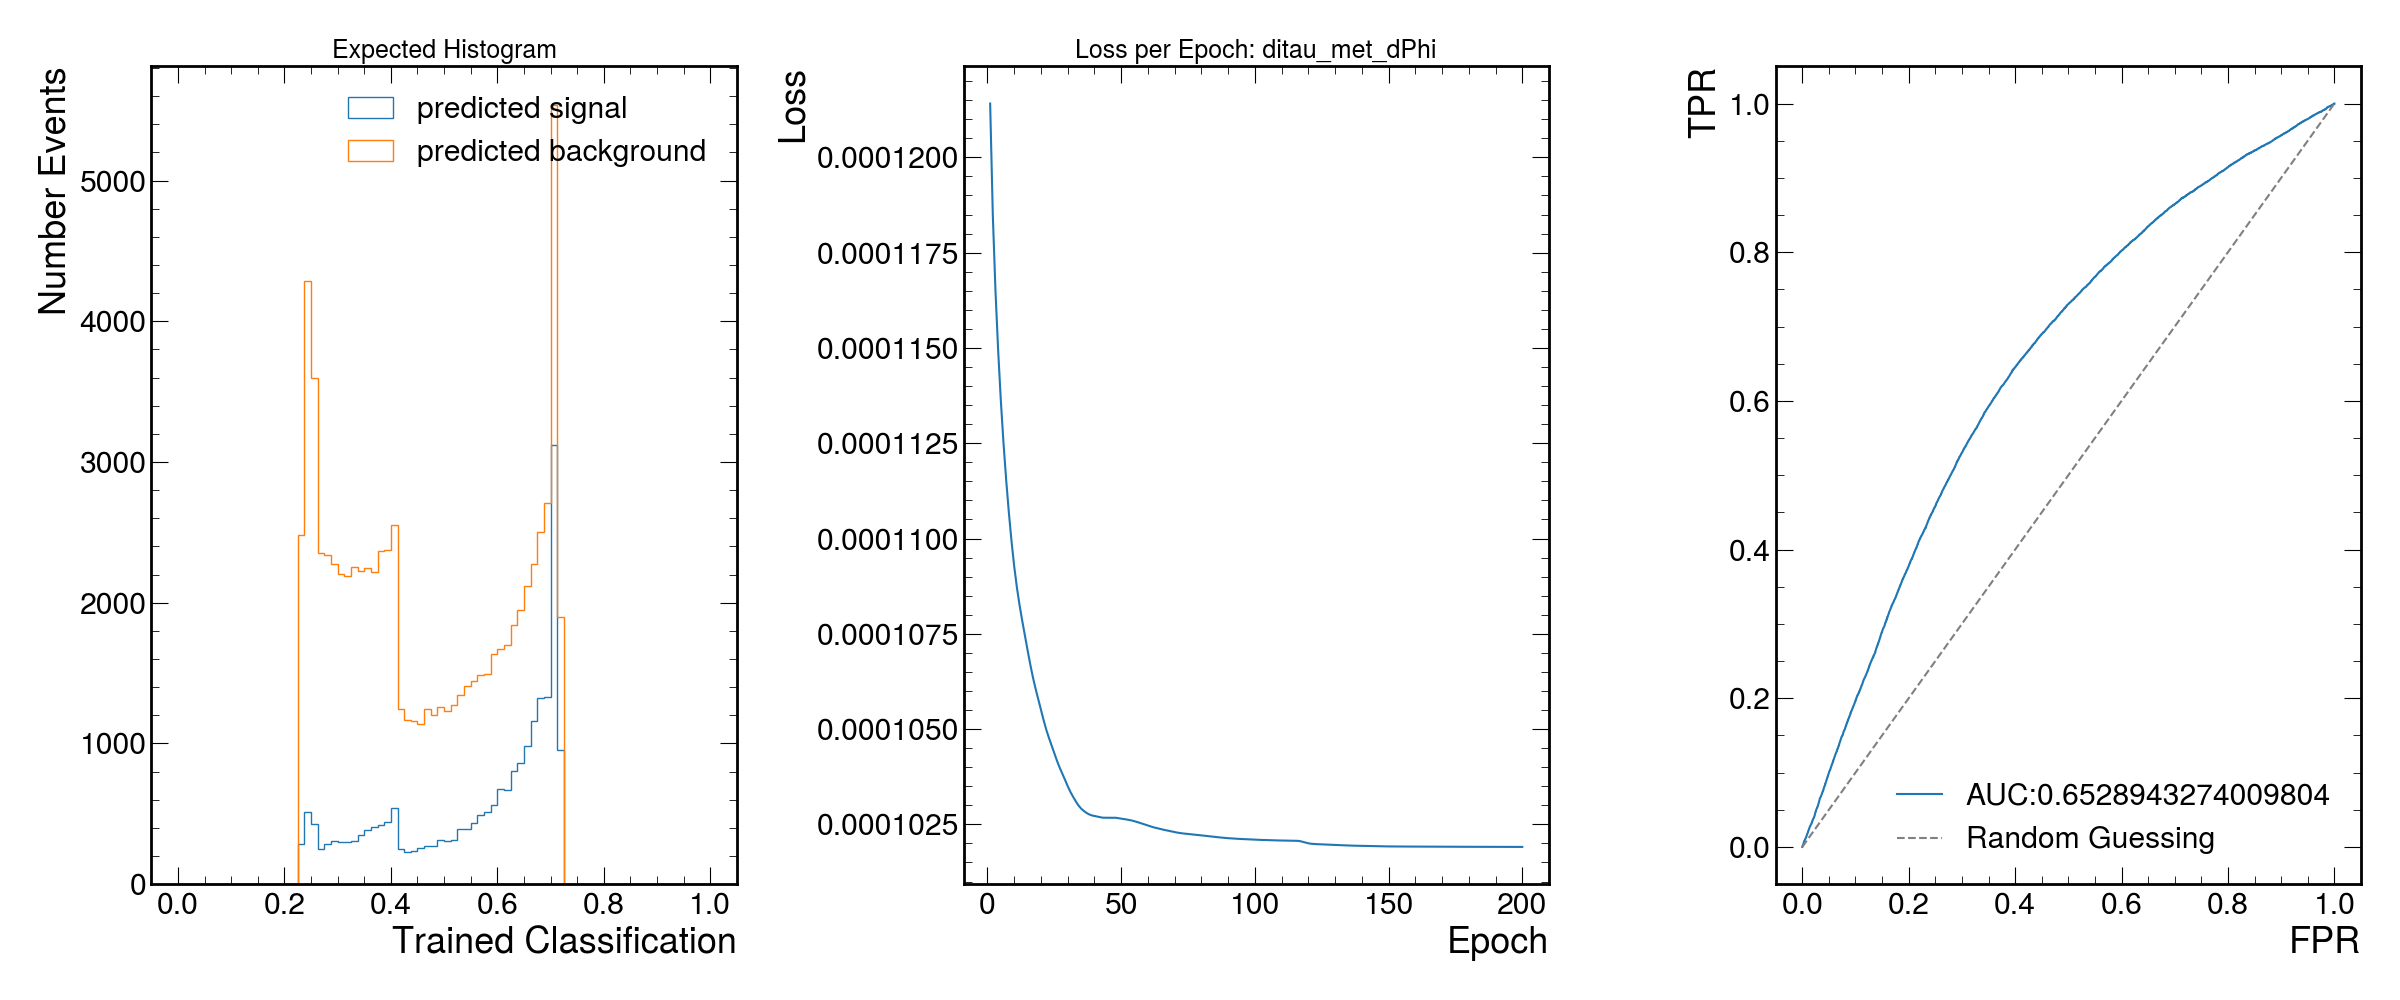 Expected Histogram
Number Events
predicted signal
predicted background
5000
4000
3000
2000
1000
0
0.0 0.2 0.4 0.6 0.8 1.0
Trained Classification
Loss per Epoch: ditau_met_dPhi
Loss
0.0001200
0.0001175
0.0001150
0.0001125
0.0001100
0.0001075
0.0001050
0.0001025
0 50 100 150 200
Epoch
TPR
1.0
0.8
0.6
0.4
0.2
0.0
AUC:0.6528943274009804
Random Guessing
0.0 0.2 0.4 0.6 0.8 1.0
FPR